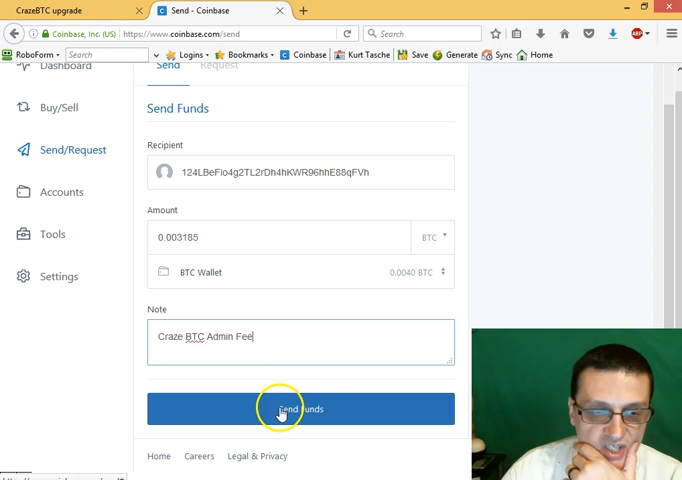 CrazeBTC upgrade
Send - Coinbase
Coinbase, Inc. (US)
https://www.coinbase.com/send
Search
ABP
RoboForm
Search
Logins
Bookmarks
Coinbase
Kurt Tasche
Save
Generate
Sync
Home
Dashboard
Send
Request
Buy/Sell
Send Funds
Recipient
Send/Request
124LBeFio4g2TL2rDh4hKWR96hhE88qFVh
Accounts
Amount
Tools
0.003185
BTC
Settings
BTC Wallet
0.0040 BTC
Note
Craze BTC Admin Fee
Send Funds
Home
Careers
Legal & Privacy